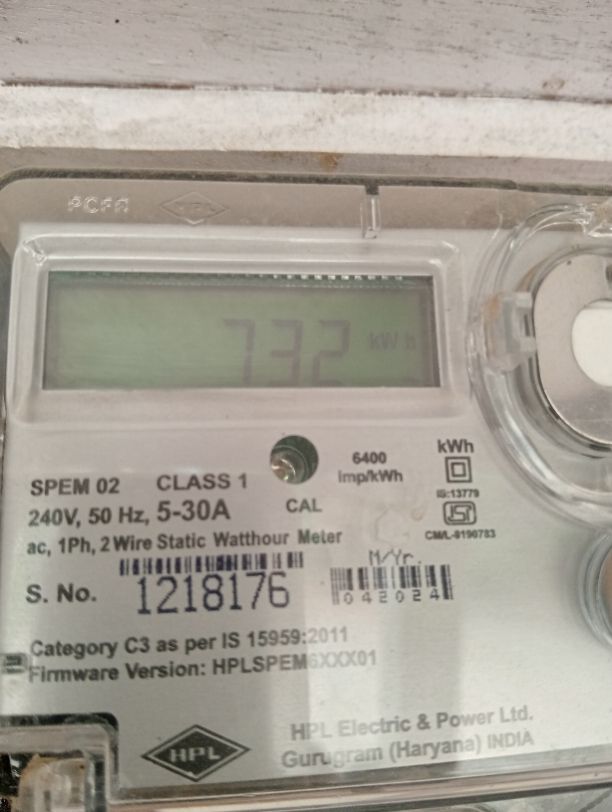 HPL
732 kWh
SPEM 02 CLASS 1
240V, 50 Hz, 5-30A
CAL
6400
imp/kWh
kWh
IS:13779
ISI
CM/L-9190783
ac, 1Ph, 2 Wire Static Watthour Meter
M/Yr.
S. No. 1218176
042024
Category C3 as per IS 15959:2011
Firmware Version: HPLSPEM6XXX01
HPL
HPL Electric & Power Ltd.
Gurugram (Haryana) INDIA